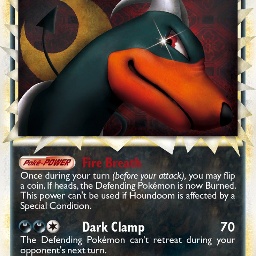 Poké-POWER Fire Breath
Once during your turn (before your attack), you may flip
a coin. If heads, the Defending Pokémon is now Burned.
This power can't be used if Houndoom is affected by a
Special Condition.
Dark Clamp 70
The Defending Pokémon can't retreat during your
opponent's next turn.